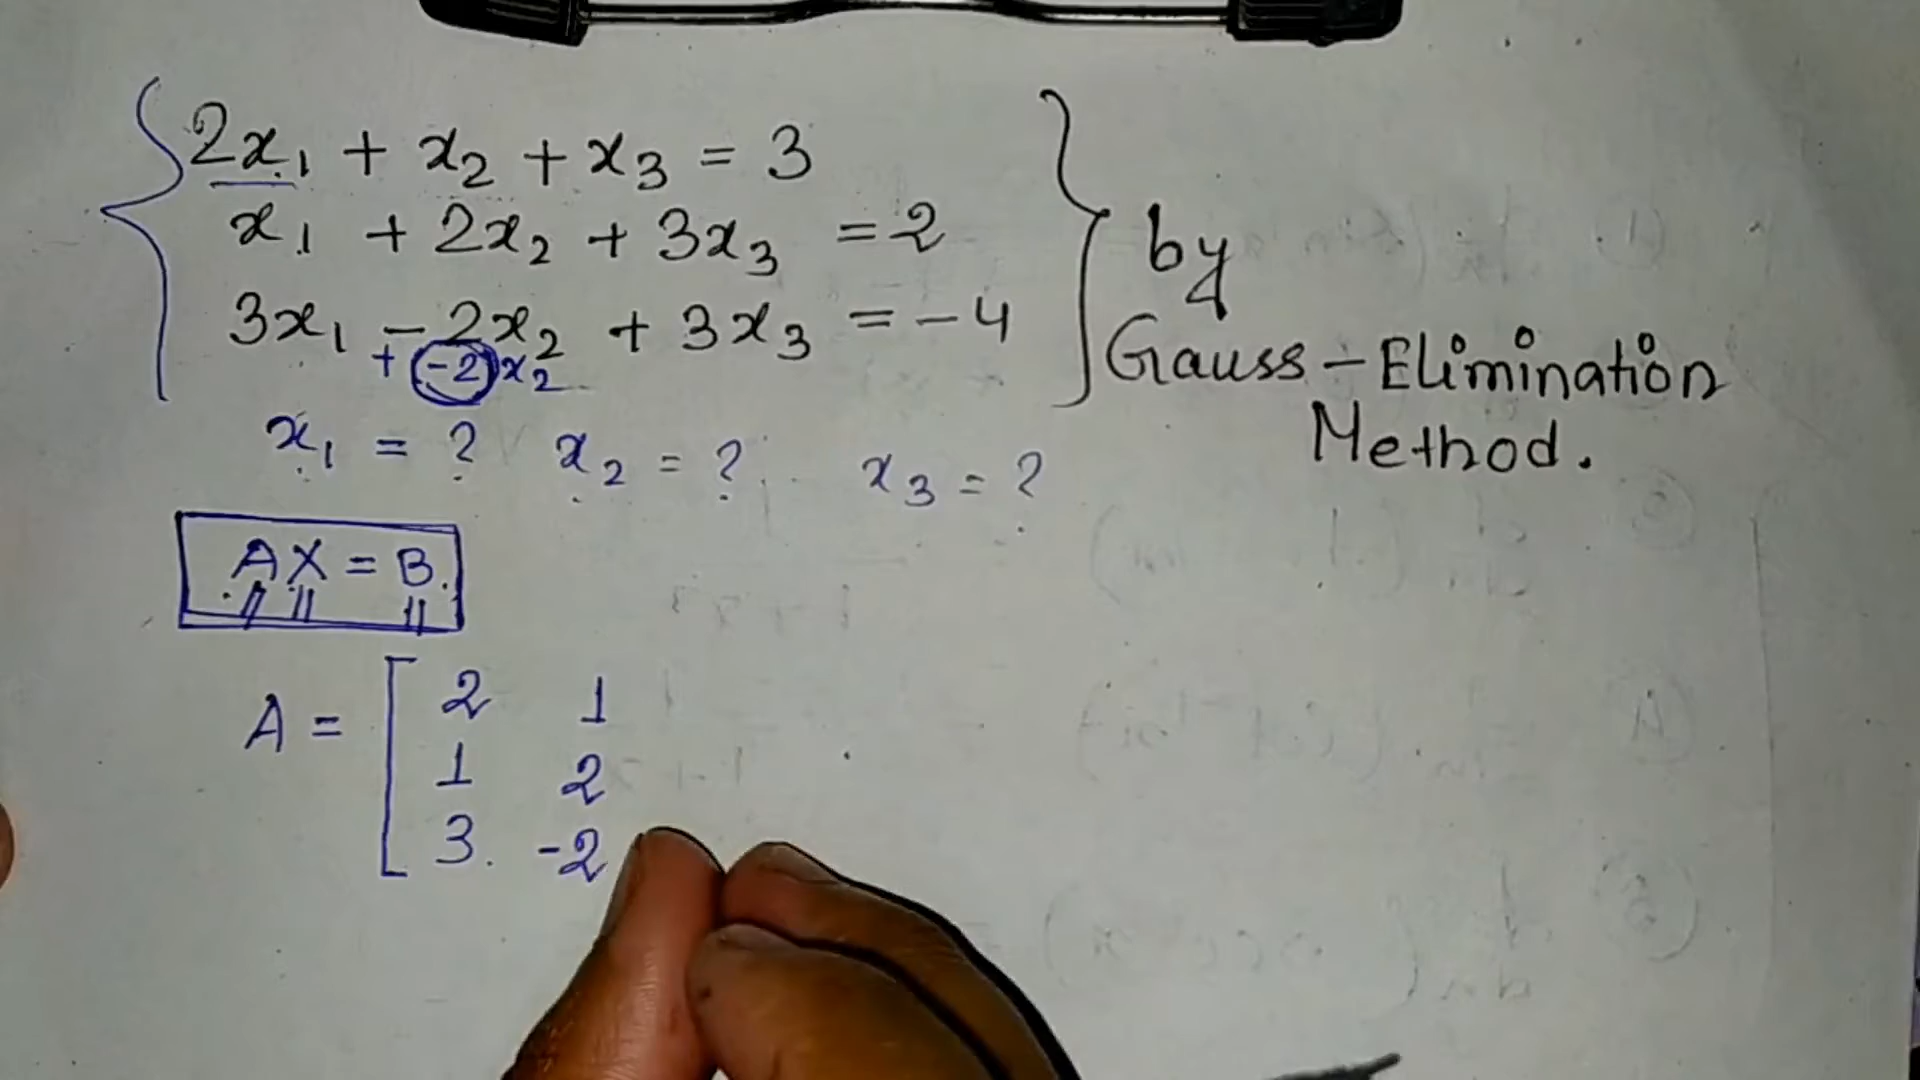 2x₁ + x₂ + x₃ = 3
x₁ + 2x₂ + 3x₃ = 2
3x₁ - 2x₂ + 3x₃ = -4
+ -2 x₂
by
Gauss-Elimination
Method.
x₁ = ? x₂ = ? x₃ = ?
AX = B.
A = [ 2 1
1 2
3. -2